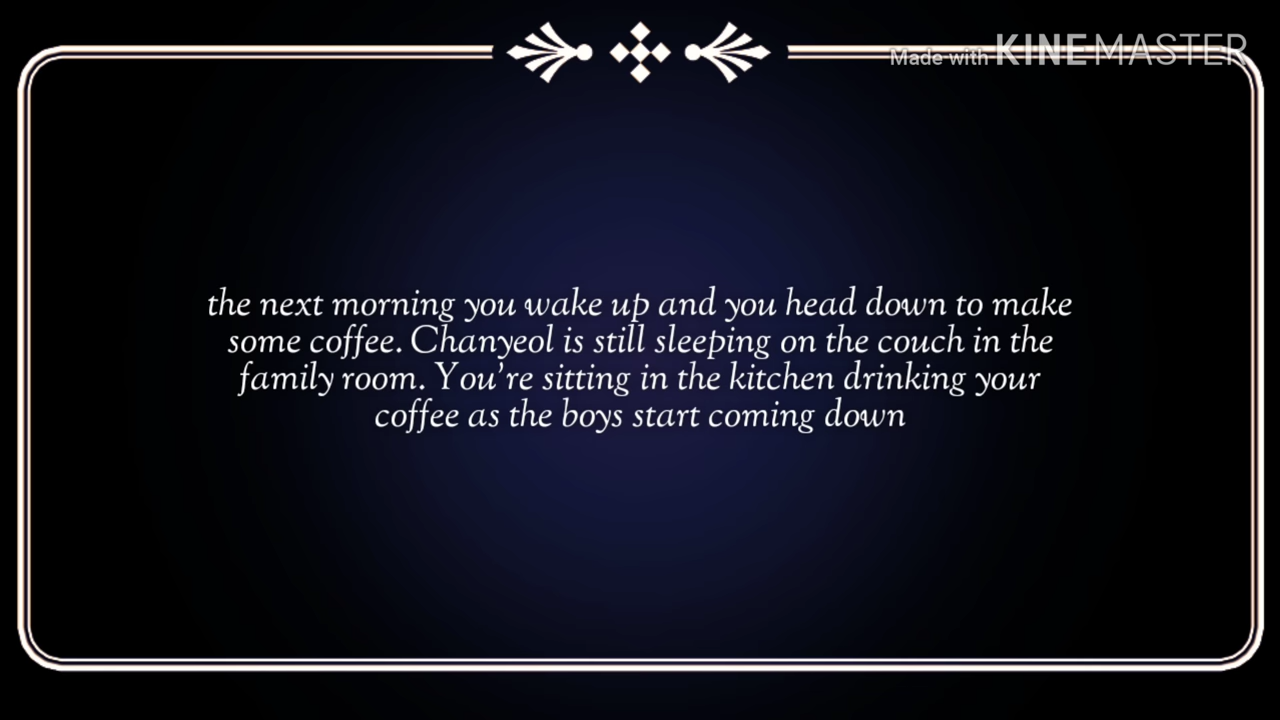 Made with KINEMASTER
the next morning you wake up and you head down to make
some coffee. Chanyeol is still sleeping on the couch in the
family room. You're sitting in the kitchen drinking your
coffee as the boys start coming down